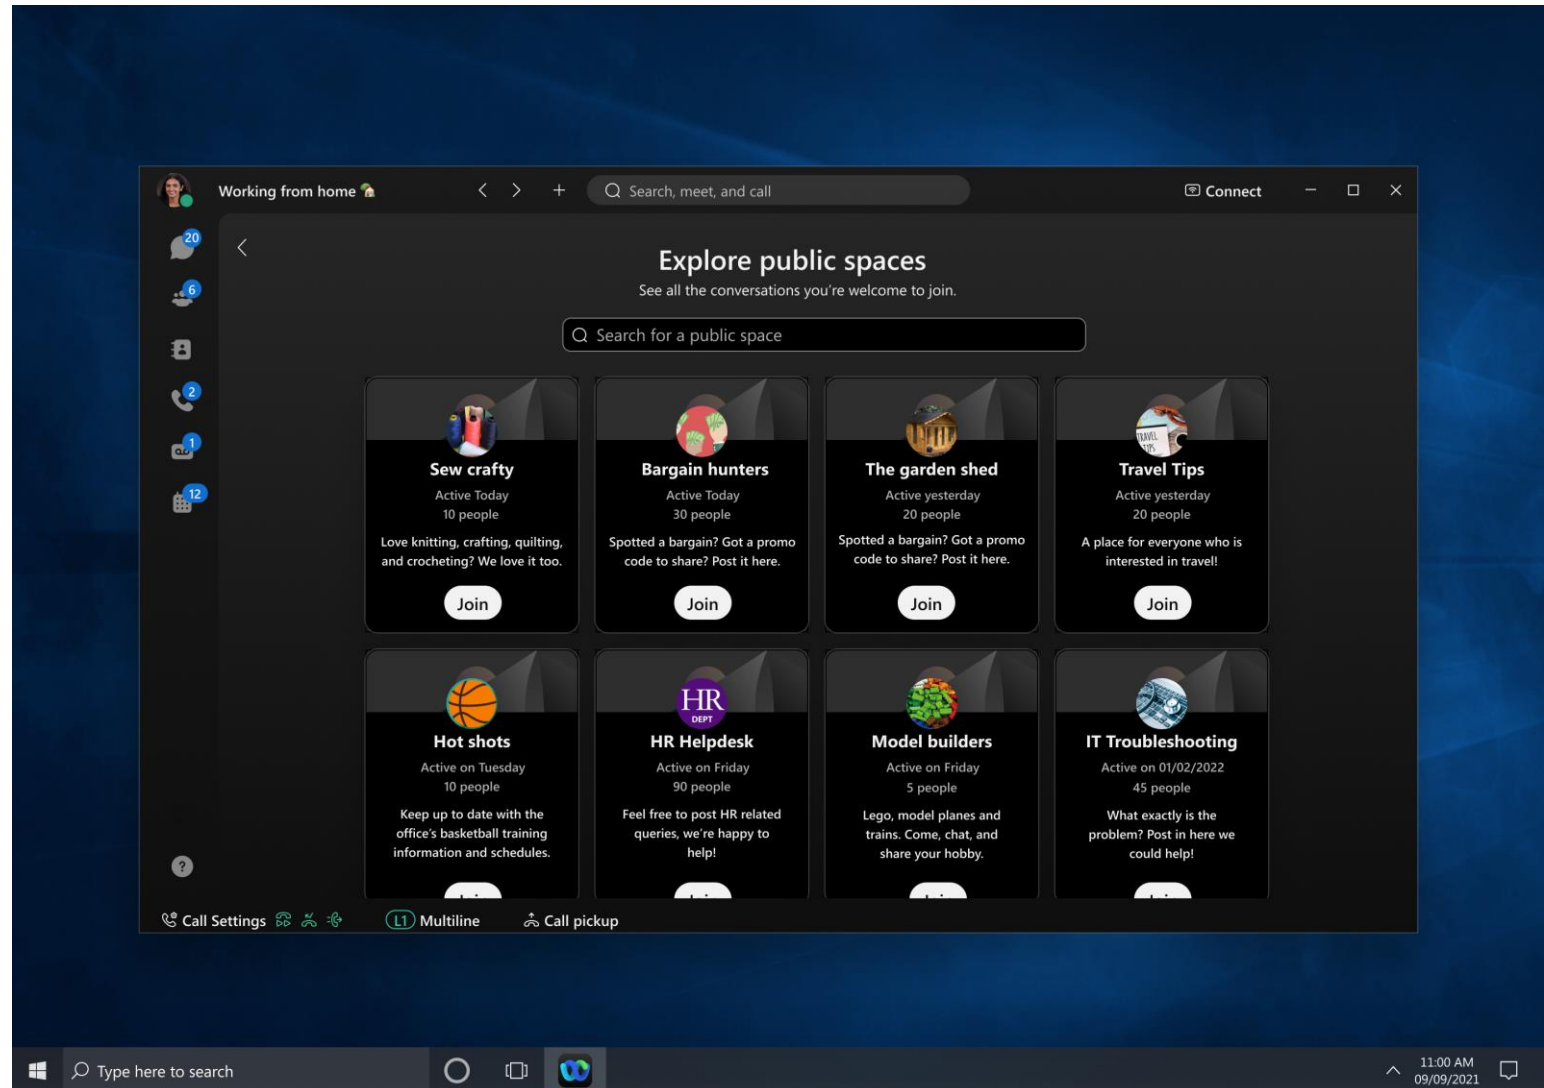 Working from home
Search, meet, and call
Connect
20
6
2
1
12
Explore public spaces
See all the conversations you're welcome to join.
Search for a public space
Sew crafty
Active Today
10 people
Love knitting, crafting, quilting,
and crocheting? We love it too.
Join
Bargain hunters
Active Today
30 people
Spotted a bargain? Got a promo
code to share? Post it here.
Join
The garden shed
Active yesterday
20 people
Spotted a bargain? Got a promo
code to share? Post it here.
Join
TRAVEL
TIPS
Travel Tips
Active yesterday
20 people
A place for everyone who is
interested in travel!
Join
Hot shots
Active on Tuesday
10 people
Keep up to date with the
office's basketball training
information and schedules.
Join
HR
DEPT
HR Helpdesk
Active on Friday
90 people
Feel free to post HR related
queries, we're happy to
help!
Join
Model builders
Active on Friday
5 people
Lego, model planes and
trains. Come, chat, and
share your hobby.
Join
IT Troubleshooting
Active on 01/02/2022
45 people
What exactly is the
problem? Post in here we
could help!
Join
?
Call Settings
L1 Multiline
Call pickup
Type here to search
11:00 AM
09/09/2021